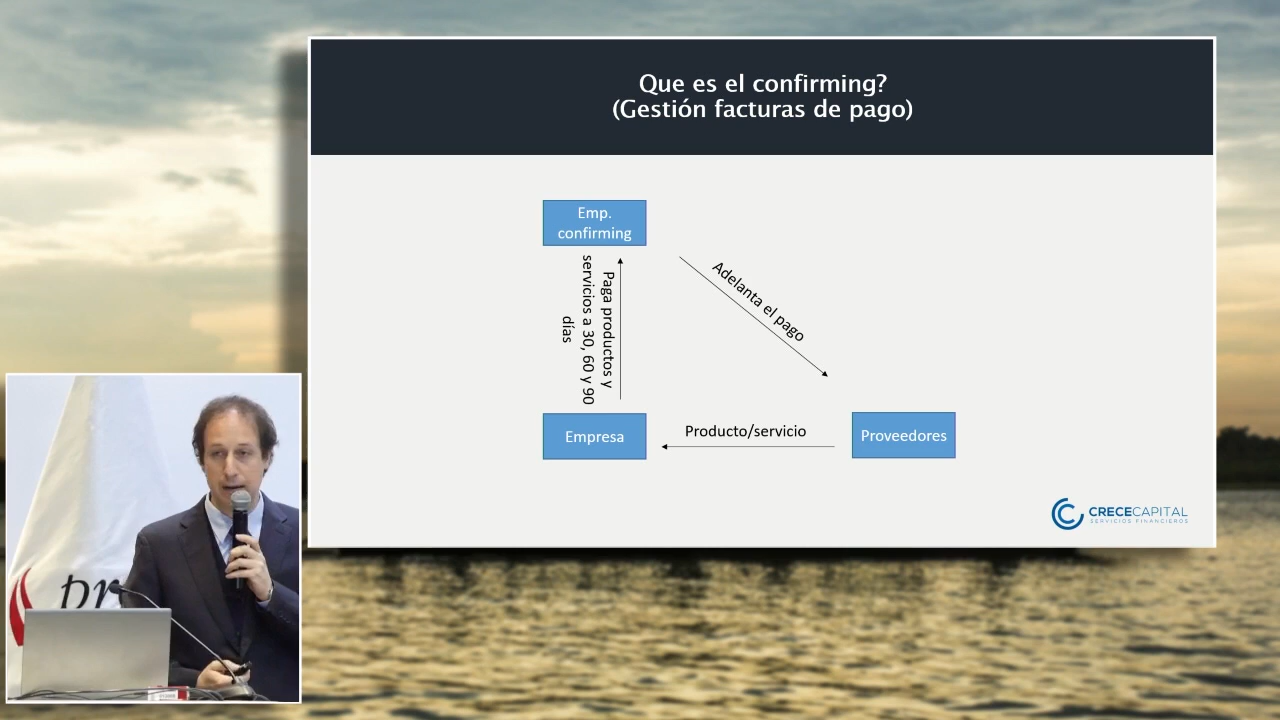 Que es el confirming?
(Gestión facturas de pago)
Emp.
confirming
Paga productos y
servicios a 30, 60 y 90
días
Adelanta el pago
Empresa
Producto/servicio
Proveedores
CRECECAPITAL
SERVICIOS FINANCIEROS
pr